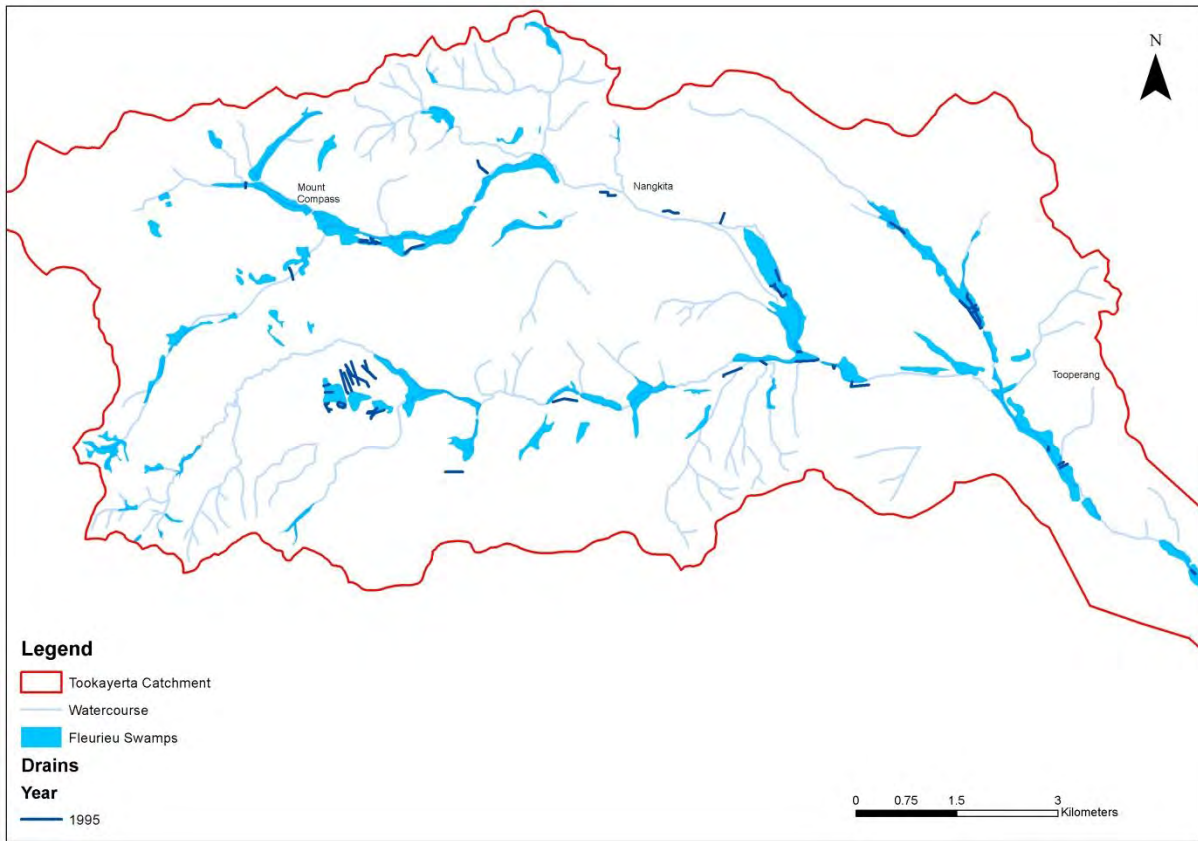 N
Mount
Compass
Nangkita
Tooperang
Legend
Tookayerta Catchment
Watercourse
Fleurieu Swamps
Drains
Year
1995
0 0.75 1.5 3
Kilometers